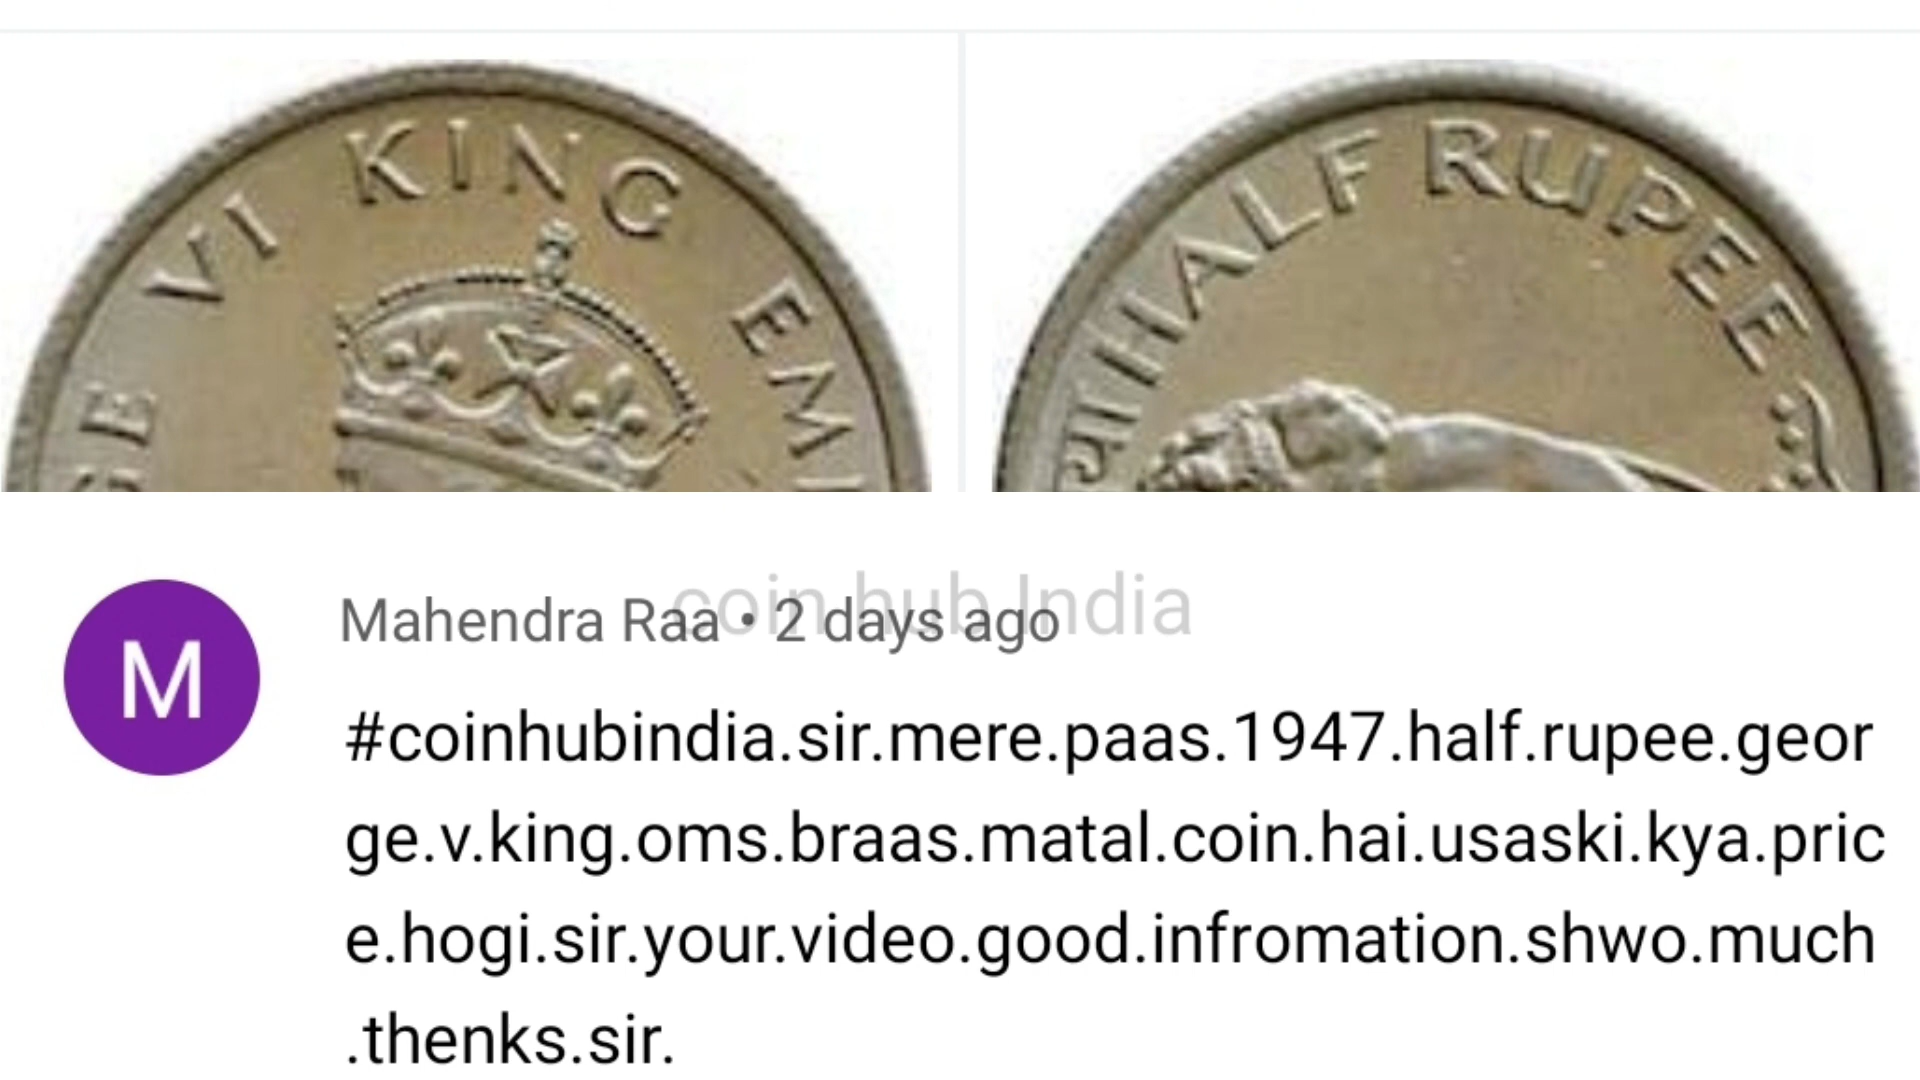 GE VI KING EMI
HALF RUPEE
coin hub India
Mahendra Raa • 2 days ago
M
#coinhubindia.sir.mere.paas.1947.half.rupee.geor
ge.v.king.oms.braas.matal.coin.hai.usaski.kya.pric
e.hogi.sir.your.video.good.infromation.shwo.much
.thenks.sir.